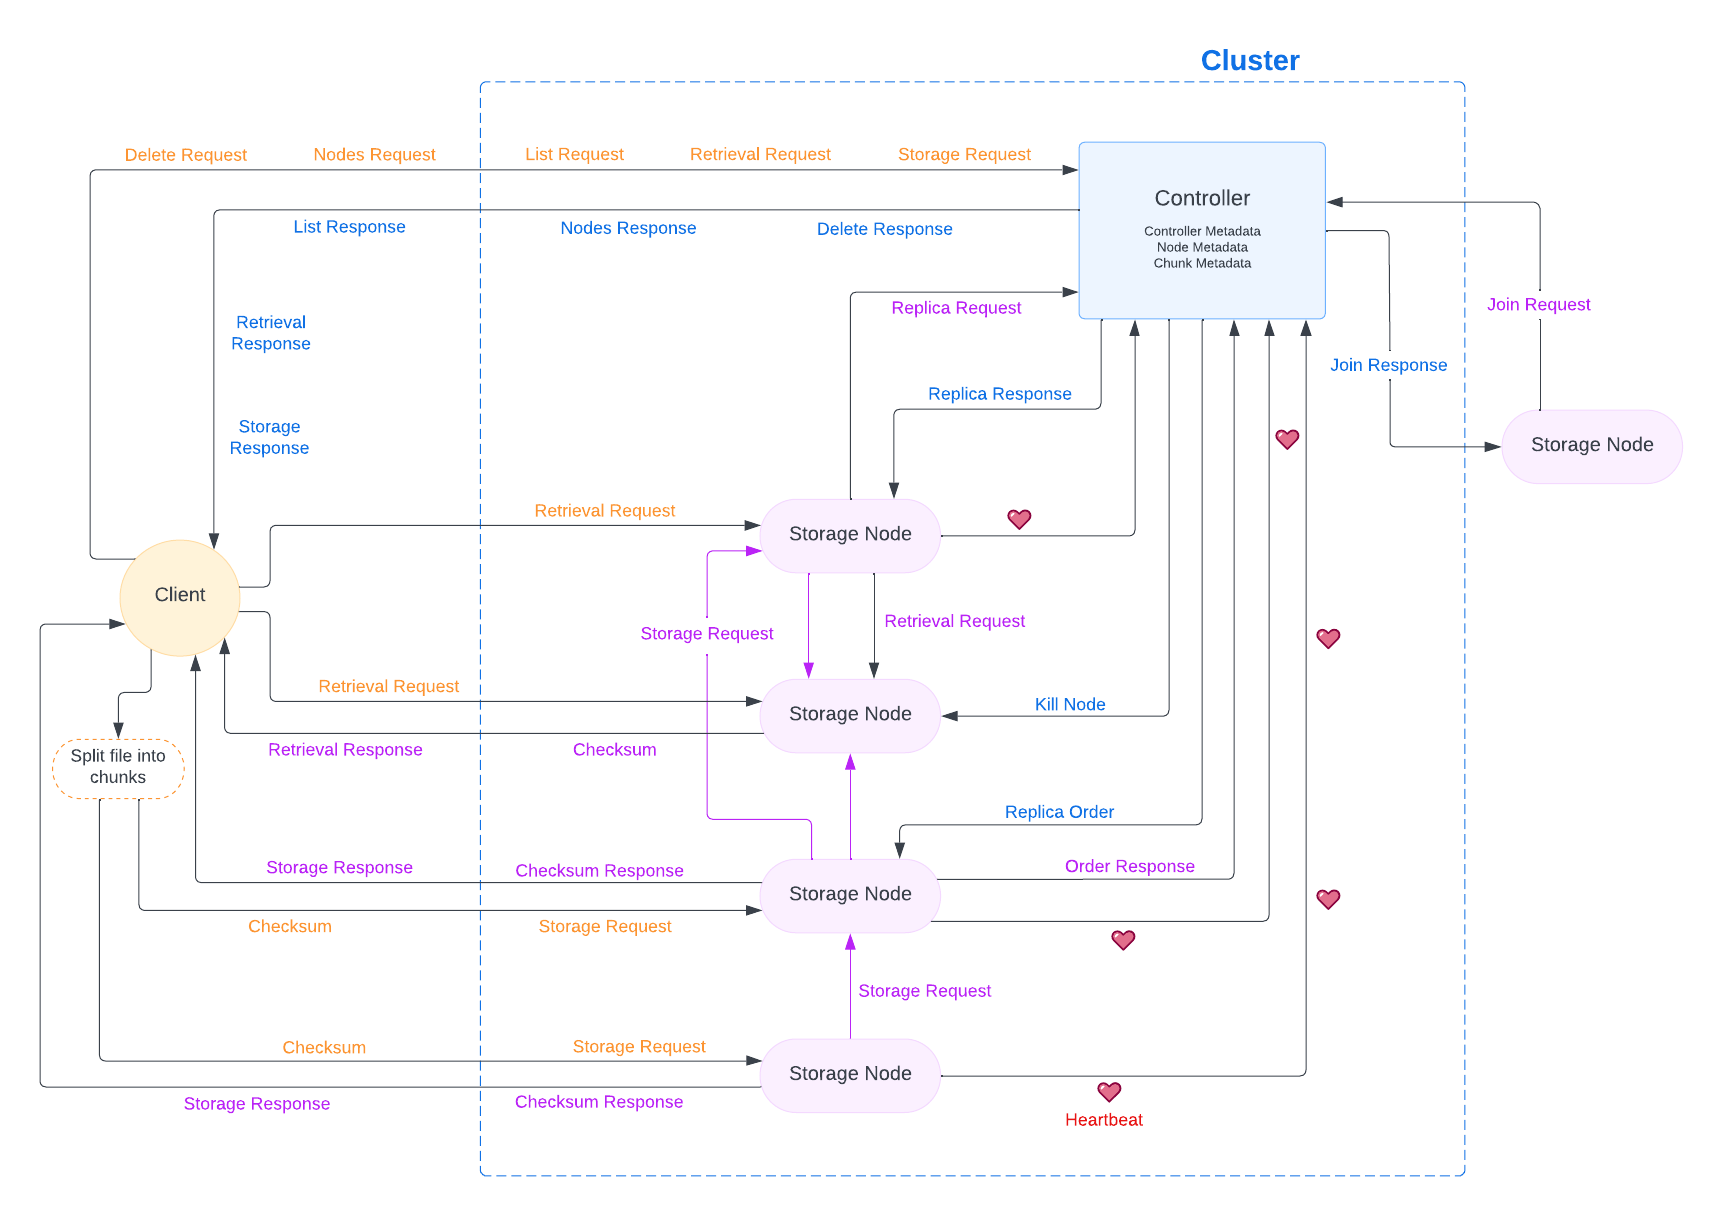 Cluster
Delete Request
Nodes Request
List Request
Retrieval Request
Storage Request
Controller
Controller Metadata
Node Metadata
Chunk Metadata
List Response
Nodes Response
Delete Response
Replica Request
Join Request
Retrieval
Response
Join Response
Replica Response
Storage
Response
Storage Node
Retrieval Request
Storage Node
Client
Storage Request
Retrieval Request
Retrieval Request
Storage Node
Kill Node
Retrieval Response
Checksum
Split file into
chunks
Replica Order
Storage Response
Checksum Response
Order Response
Storage Node
Checksum
Storage Request
Storage Request
Checksum
Storage Request
Storage Node
Storage Response
Checksum Response
Heartbeat